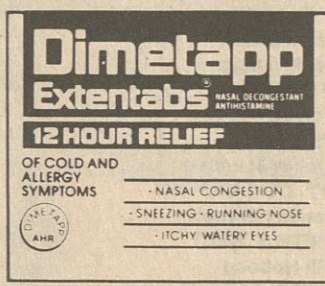 Dimetapp
Extentabs® NASAL DECONGESTANT
ANTIHISTAMINE
12 HOUR RELIEF
OF COLD AND
ALLERGY
SYMPTOMS
• NASAL CONGESTION
• SNEEZING • RUNNING NOSE
• ITCHY WATERY EYES
DIMETAPP
AHR